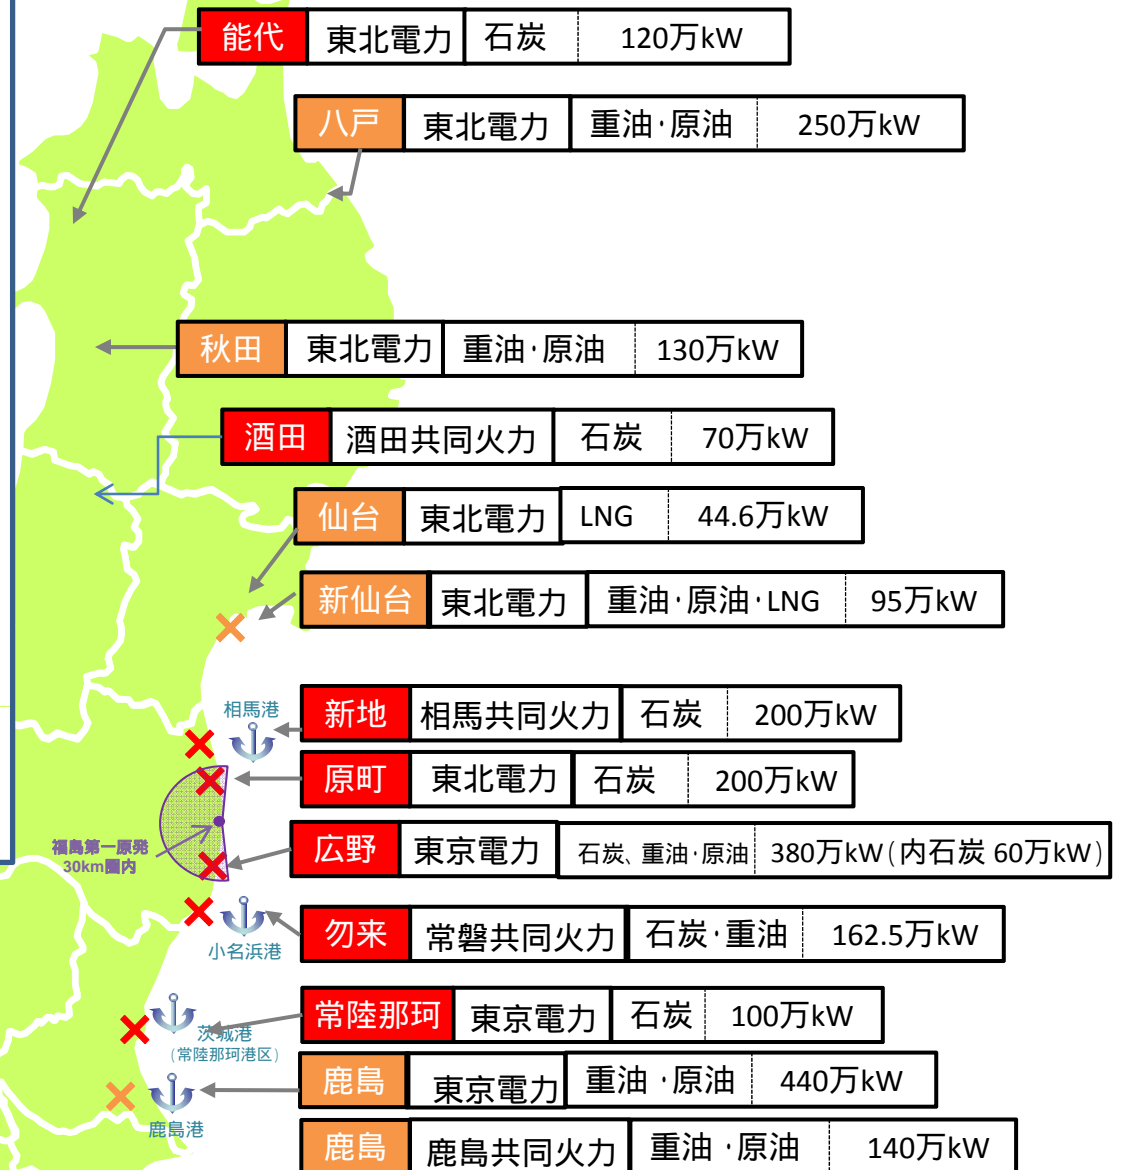 能代 東北電力 石炭 120万kW
八戸 東北電力 重油・原油 250万kW
秋田 東北電力 重油・原油 130万kW
酒田 酒田共同火力 石炭 70万kW
仙台 東北電力 LNG 44.6万kW
新仙台 東北電力 重油・原油・LNG 95万kW
相馬港
新地 相馬共同火力 石炭 200万kW
原町 東北電力 石炭 200万kW
福島第一原発
30km圏内
広野 東京電力 石炭、重油・原油 380万kW(内石炭 60万kW)
勿来 常磐共同火力 石炭・重油 162.5万kW
小名浜港
常陸那珂 東京電力 石炭 100万kW
茨城港
(常陸那珂港区)
鹿島 東京電力 重油・原油 440万kW
鹿島港
鹿島 鹿島共同火力 重油・原油 140万kW